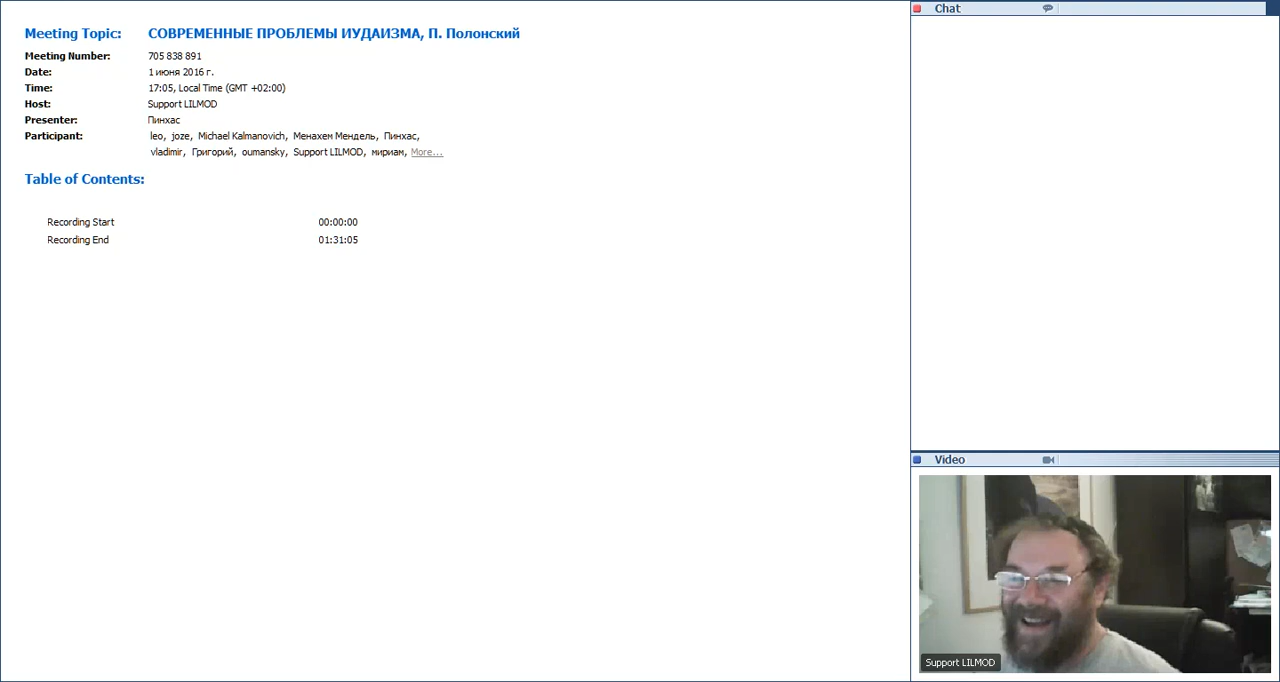 Meeting Topic: СОВРЕМЕННЫЕ ПРОБЛЕМЫ ИУДАИЗМА, П. Полонский
Meeting Number: 705 838 891
Date: 1 июня 2016 г.
Time: 17:05, Local Time (GMT +02:00)
Host: Support LILMOD
Presenter: Пинхас
Participant: leo, joze, Michael Kalmanovich, Менахем Мендель, Пинхас,
vladimir, Григорий, oumansky, Support LILMOD, мириам, More...
Table of Contents:
Recording Start 00:00:00
Recording End 01:31:05
Chat
Video
Support LILMOD